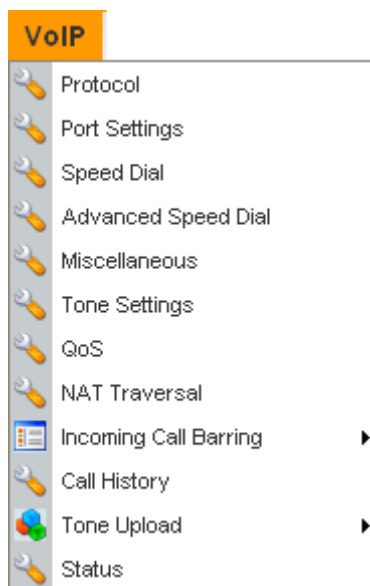 VoIP
Protocol
Port Settings
Speed Dial
Advanced Speed Dial
Miscellaneous
Tone Settings
QoS
NAT Traversal
Incoming Call Barring
Call History
Tone Upload
Status